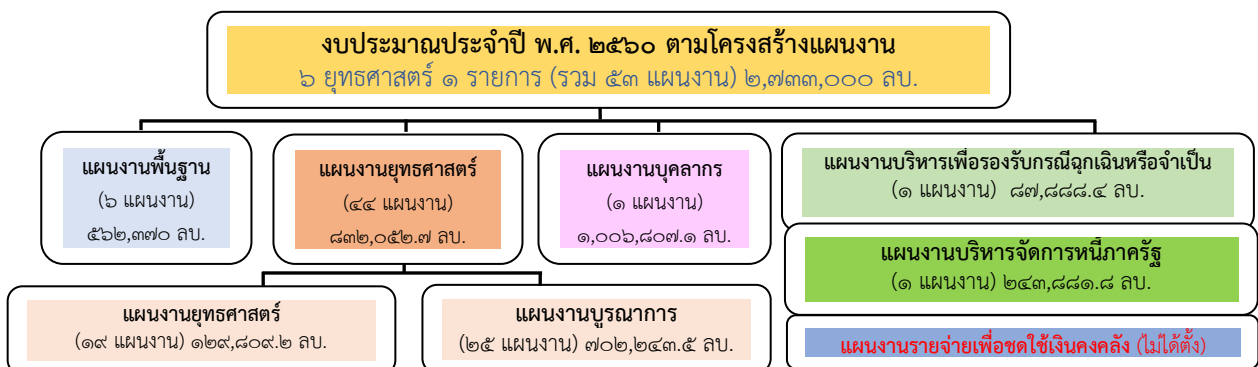 งบประมาณประจำปี พ.ศ. ๒๕๖๐ ตามโครงสร้างแผนงาน
๖ ยุทธศาสตร์ ๑ รายการ (รวม ๕๓ แผนงาน) ๒,๗๓๓,๐๐๐ ลบ.
แผนงานพื้นฐาน
(๖ แผนงาน)
๕๖๒,๓๗๐ ลบ.
แผนงานยุทธศาสตร์
(๔๔ แผนงาน)
๘๓๒,๐๕๒.๗ ลบ.
แผนงานบุคลากร
(๑ แผนงาน)
๑,๐๐๖,๘๐๗.๑ ลบ.
แผนงานบริหารเพื่อรองรับกรณีฉุกเฉินหรือจำเป็น
(๑ แผนงาน) ๘๗,๘๘๘.๔ ลบ.
แผนงานบริหารจัดการหนี้ภาครัฐ
(๑ แผนงาน) ๒๔๓,๘๘๑.๘ ลบ.
แผนงานยุทธศาสตร์
(๑๙ แผนงาน) ๑๒๙,๘๐๙.๒ ลบ.
แผนงานบูรณาการ
(๒๕ แผนงาน) ๗๐๒,๒๔๓.๕ ลบ.
แผนงานรายจ่ายเพื่อชดใช้เงินคงคลัง (ไม่ได้ตั้ง)